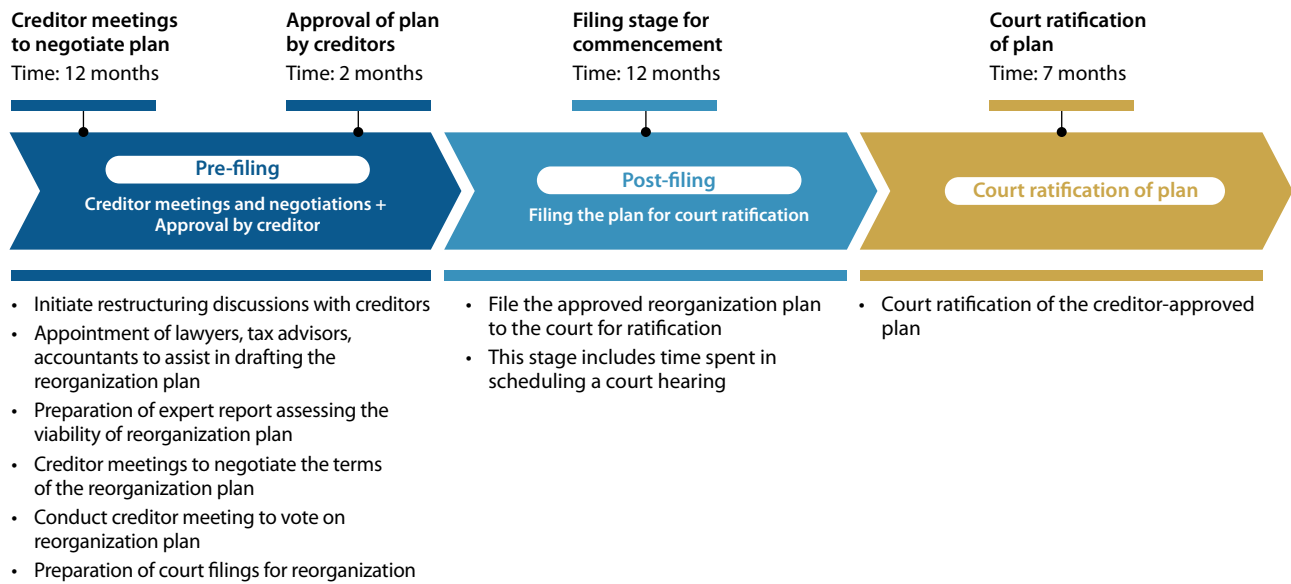 Creditor meetings
to negotiate plan
Time: 12 months
Approval of plan
by creditors
Time: 2 months
Filing stage for
commencement
Time: 12 months
Court ratification
of plan
Time: 7 months
Pre-filing
Creditor meetings and negotiations +
Approval by creditor
Post-filing
Filing the plan for court ratification
Court ratification of plan
• Initiate restructuring discussions with creditors
• Appointment of lawyers, tax advisors,
accountants to assist in drafting the
reorganization plan
• Preparation of expert report assessing the
viability of reorganization plan
• Creditor meetings to negotiate the terms
of the reorganization plan
• Conduct creditor meeting to vote on
reorganization plan
• Preparation of court filings for reorganization
• File the approved reorganization plan
to the court for ratification
• This stage includes time spent in
scheduling a court hearing
• Court ratification of the creditor-approved
plan